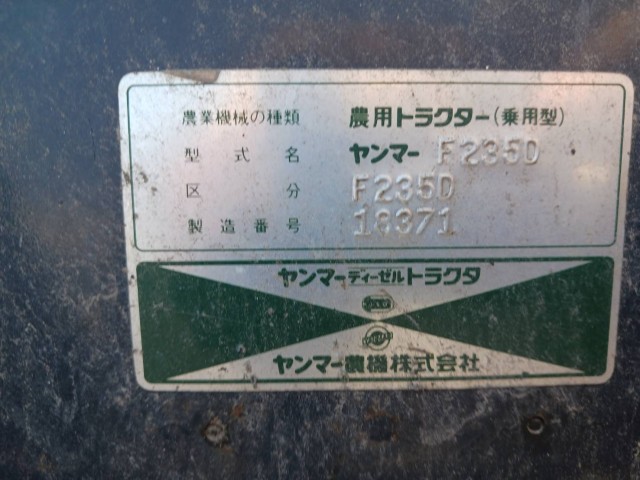 農業機械の種類 農用トラクター(乗用型)
型式名 ヤンマー F235D
区分 F235D
製造番号 18371
ヤンマーディーゼルトラクタ
ヤンマー農機株式会社